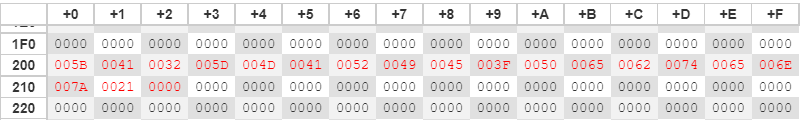 +0 +1 +2 +3 +4 +5 +6 +7 +8 +9 +A +B +C +D +E +F
1F0 0000 0000 0000 0000 0000 0000 0000 0000 0000 0000 0000 0000 0000 0000 0000 0000
200 005B 0041 0032 005D 004D 0041 0052 0049 0045 003F 0050 0065 0062 0074 0065 006E
210 007A 0021 0000 0000 0000 0000 0000 0000 0000 0000 0000 0000 0000 0000 0000 0000
220 0000 0000 0000 0000 0000 0000 0000 0000 0000 0000 0000 0000 0000 0000 0000 0000